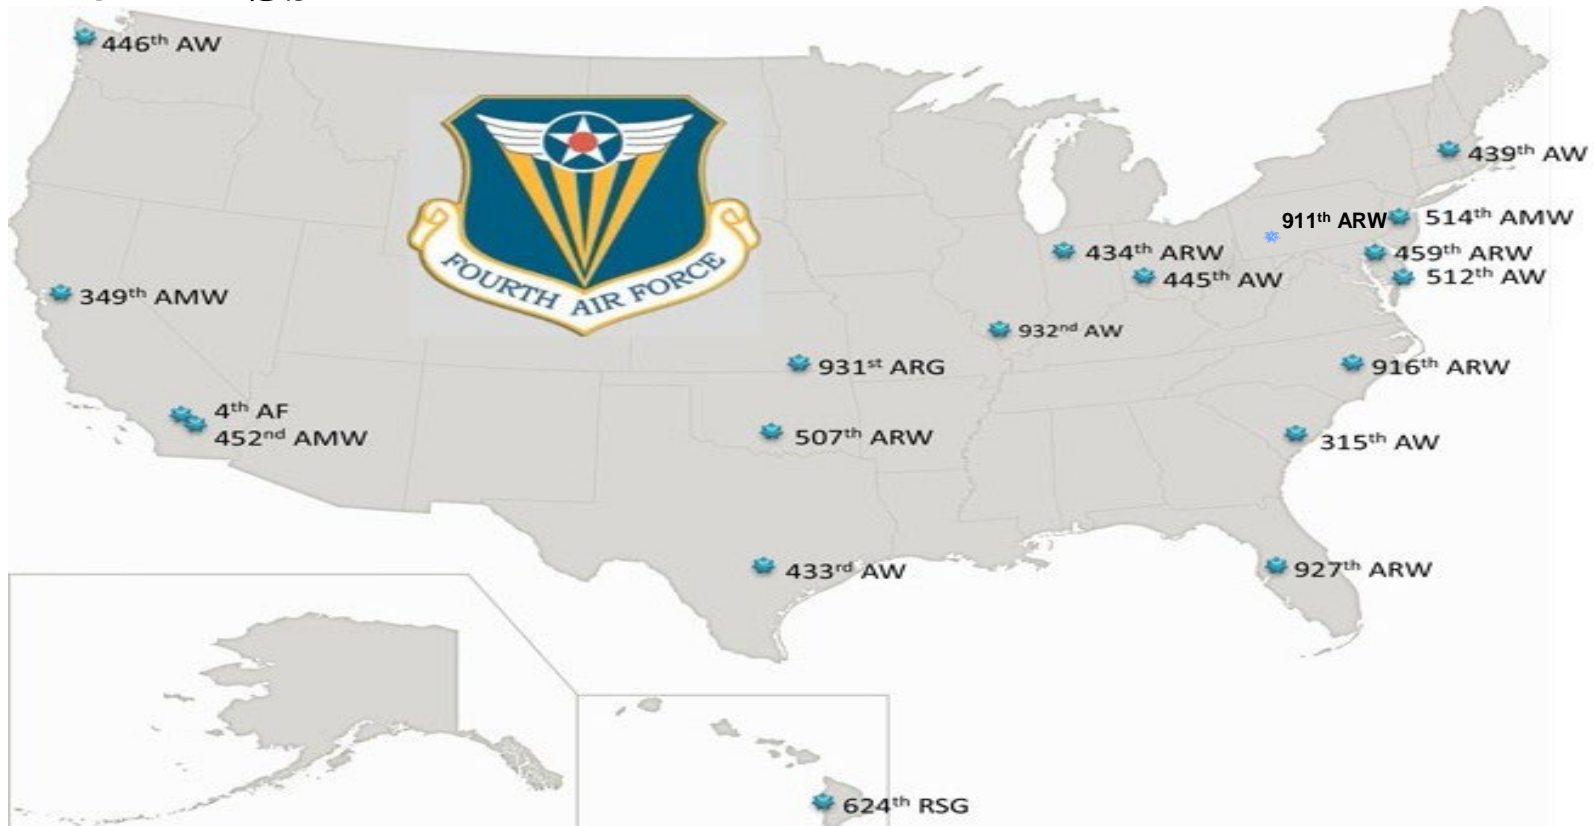 446th AW
439th AW
911th ARW
514th AMW
434th ARW
459th ARW
445th AW
512th AW
FOURTH AIR FORCE
349th AMW
932nd AW
931st ARG
916th ARW
4th AF
452nd AMW
507th ARW
315th AW
433rd AW
927th ARW
624th RSG